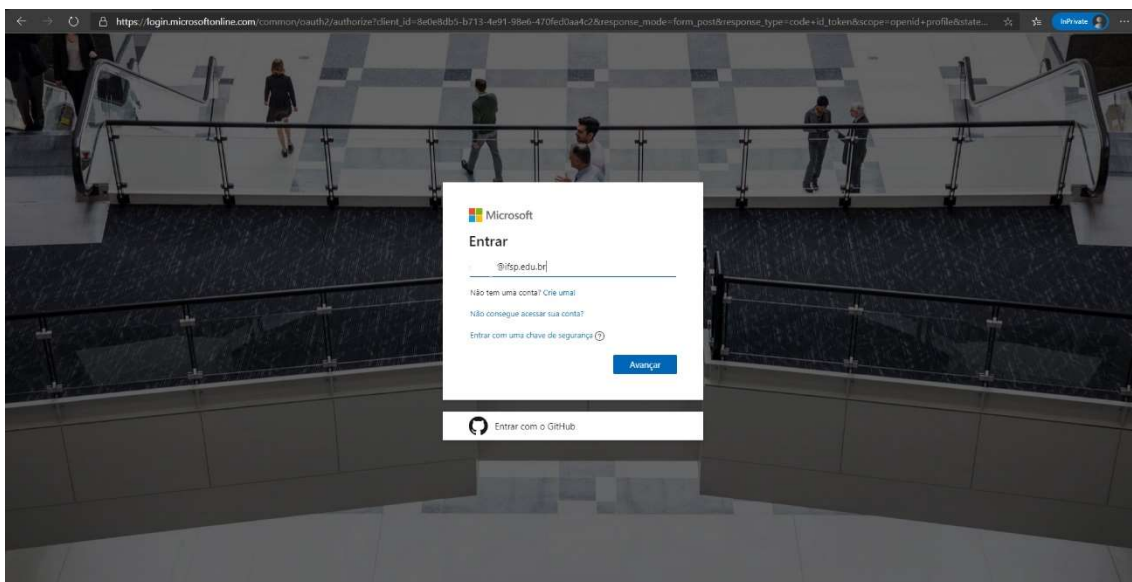 https://login.microsoftonline.com/common/oauth2/authorize?client_id=8e0e8db5-b713-4e91-98e6-470fed0aa4c2&response_mode=form_post&response_type=code+id_token&scope=openid+profile&state...
InPrivate
Microsoft
Entrar
@ifsp.edu.br
Não tem uma conta? Crie uma!
Não consegue acessar sua conta?
Entrar com uma chave de segurança
Avançar
Entrar com o GitHub